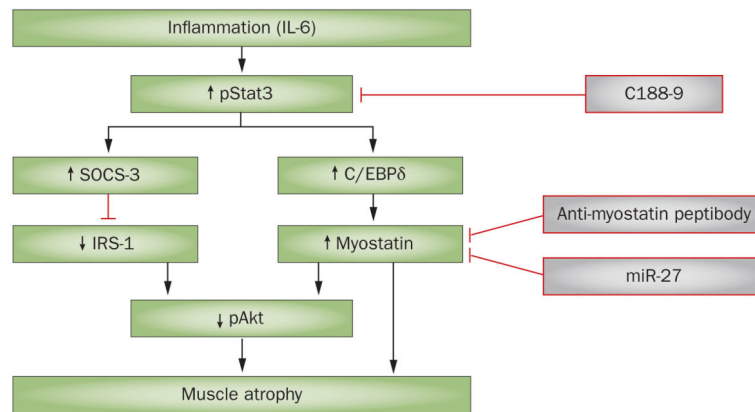 Inflammation (IL-6)
↑ pStat3
C188-9
↑ SOCS-3
↑ C/EBPδ
Anti-myostatin peptibody
↓ IRS-1
↑ Myostatin
miR-27
↓ pAkt
Muscle atrophy